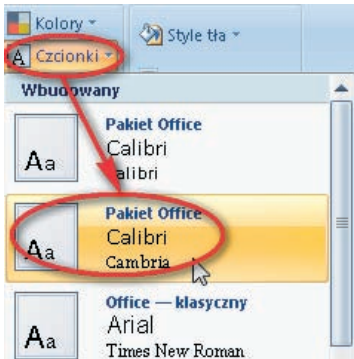 Kolory
Style tła
A Czcionki
Wbudowany
Pakiet Office
Aa
Calibri
Calibri
Pakiet Office
Aa
Calibri
Cambria
Office — klasyczny
Aa
Arial
Times New Roman